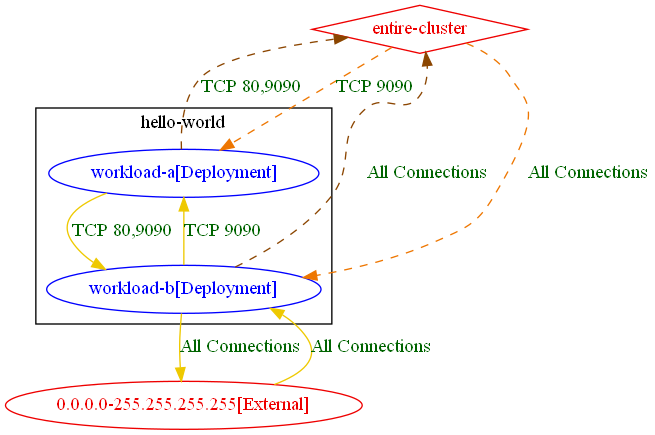 entire-cluster
TCP 80,9090
TCP 9090
hello-world
workload-a[Deployment]
All Connections
All Connections
TCP 80,9090
TCP 9090
workload-b[Deployment]
All Connections
All Connections
0.0.0.0-255.255.255.255[External]